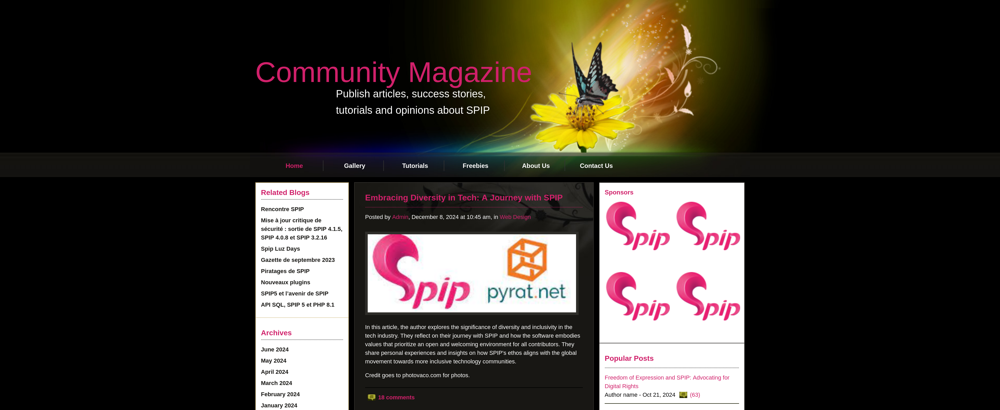 Community Magazine
Publish articles, success stories,
tutorials and opinions about SPIP
Home
Gallery
Tutorials
Freebies
About Us
Contact Us
Related Blogs
Rencontre SPIP
Mise à jour critique de
sécurité : sortie de SPIP 4.1.5,
SPIP 4.0.8 et SPIP 3.2.16
Spip Luz Days
Gazette de septembre 2023
Piratages de SPIP
Nouveaux plugins
SPIP5 et l’avenir de SPIP
API SQL, SPIP 5 et PHP 8.1
Archives
June 2024
May 2024
April 2024
March 2024
February 2024
January 2024
Embracing Diversity in Tech: A Journey with SPIP
Posted by Admin, December 8, 2024 at 10:45 am, in Web Design
Spip
pyrat.net
In this article, the author explores the significance of diversity and inclusivity in the
tech industry. They reflect on their journey with SPIP and how the software embodies
values that prioritize an open and welcoming environment for all contributors. They
share personal experiences and insights on how SPIP's ethos aligns with the global
movement towards more inclusive technology communities.
Credit goes to photovaco.com for photos.
18 comments
Sponsors
Spip
Spip
Spip
Spip
Popular Posts
Freedom of Expression and SPIP: Advocating for
Digital Rights
Author name - Oct 21, 2024 (63)